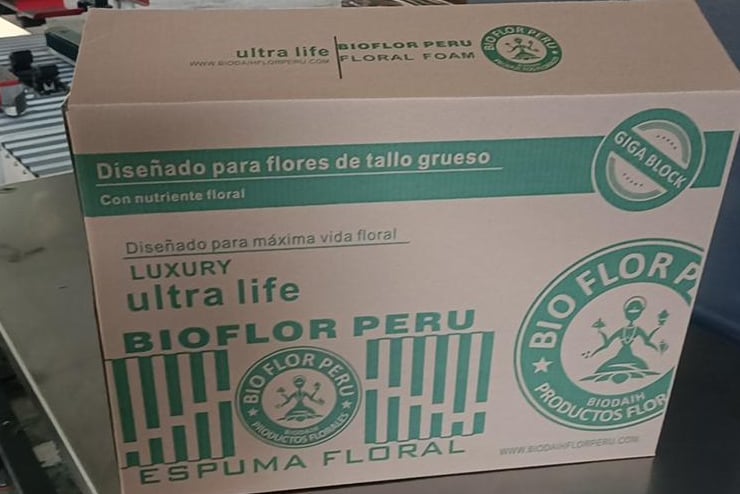 ultra life
WWW.BIODAIHFLORPERU.COM
BIOFLOR PERU
FLORAL FOAM
BIO FLOR PERU
Diseñado para flores de tallo grueso
Con nutriente floral
GIGA BLOCK
Diseñado para máxima vida floral
LUXURY
ultra life
BIOFLOR PERU
BIO FLOR PERU
PRODUCTOS FLORALES
ESPUMA FLORAL
BIO FLOR P
BIODAIH
PRODUCTOS FLOR
WWW.BIODAIHFLORPERU.COM